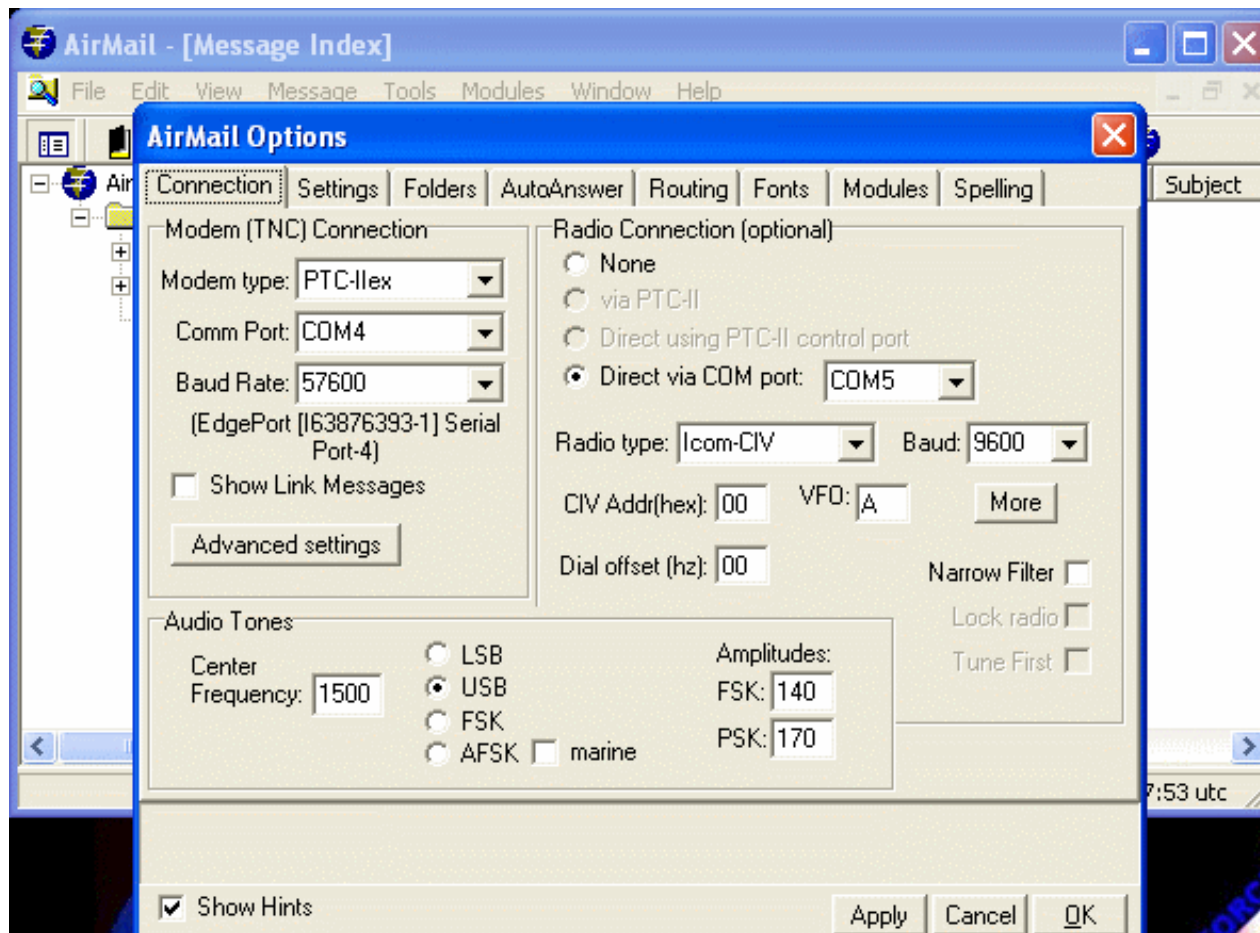 AirMail - [Message Index]
File Edit View Message Tools Modules Window Help
AirMail Options
Air
Subject
Connection Settings Folders AutoAnswer Routing Fonts Modules Spelling
Modem (TNC) Connection
Modem type: PTC-IIex
Comm Port: COM4
Baud Rate: 57600
(EdgePort [I63876393-1] Serial
Port-4)
Show Link Messages
Advanced settings
Radio Connection (optional)
None
via PTC-II
Direct using PTC-II control port
Direct via COM port: COM5
Radio type: Icom-CIV Baud: 9600
CIV Addr(hex): 00 VFO: A More
Dial offset (hz): 00
Narrow Filter
Lock radio
Tune First
Audio Tones
Center
Frequency: 1500
LSB
USB
FSK
AFSK marine
Amplitudes:
FSK: 140
PSK: 170
7:53 utc
Show Hints
Apply Cancel OK